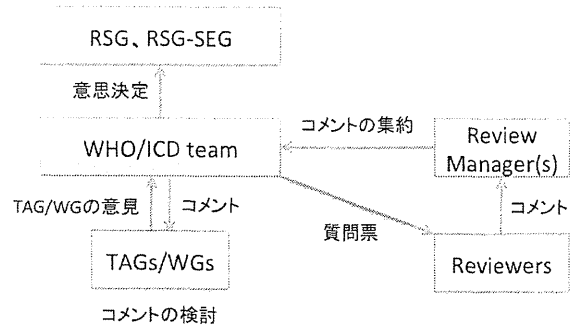 RSG、RSG-SEG
意思決定
コメントの集約
WHO/ICD team
Review
Manager(s)
TAG/WGの意見
コメント
質問票
コメント
TAGs/WGs
Reviewers
コメントの検討